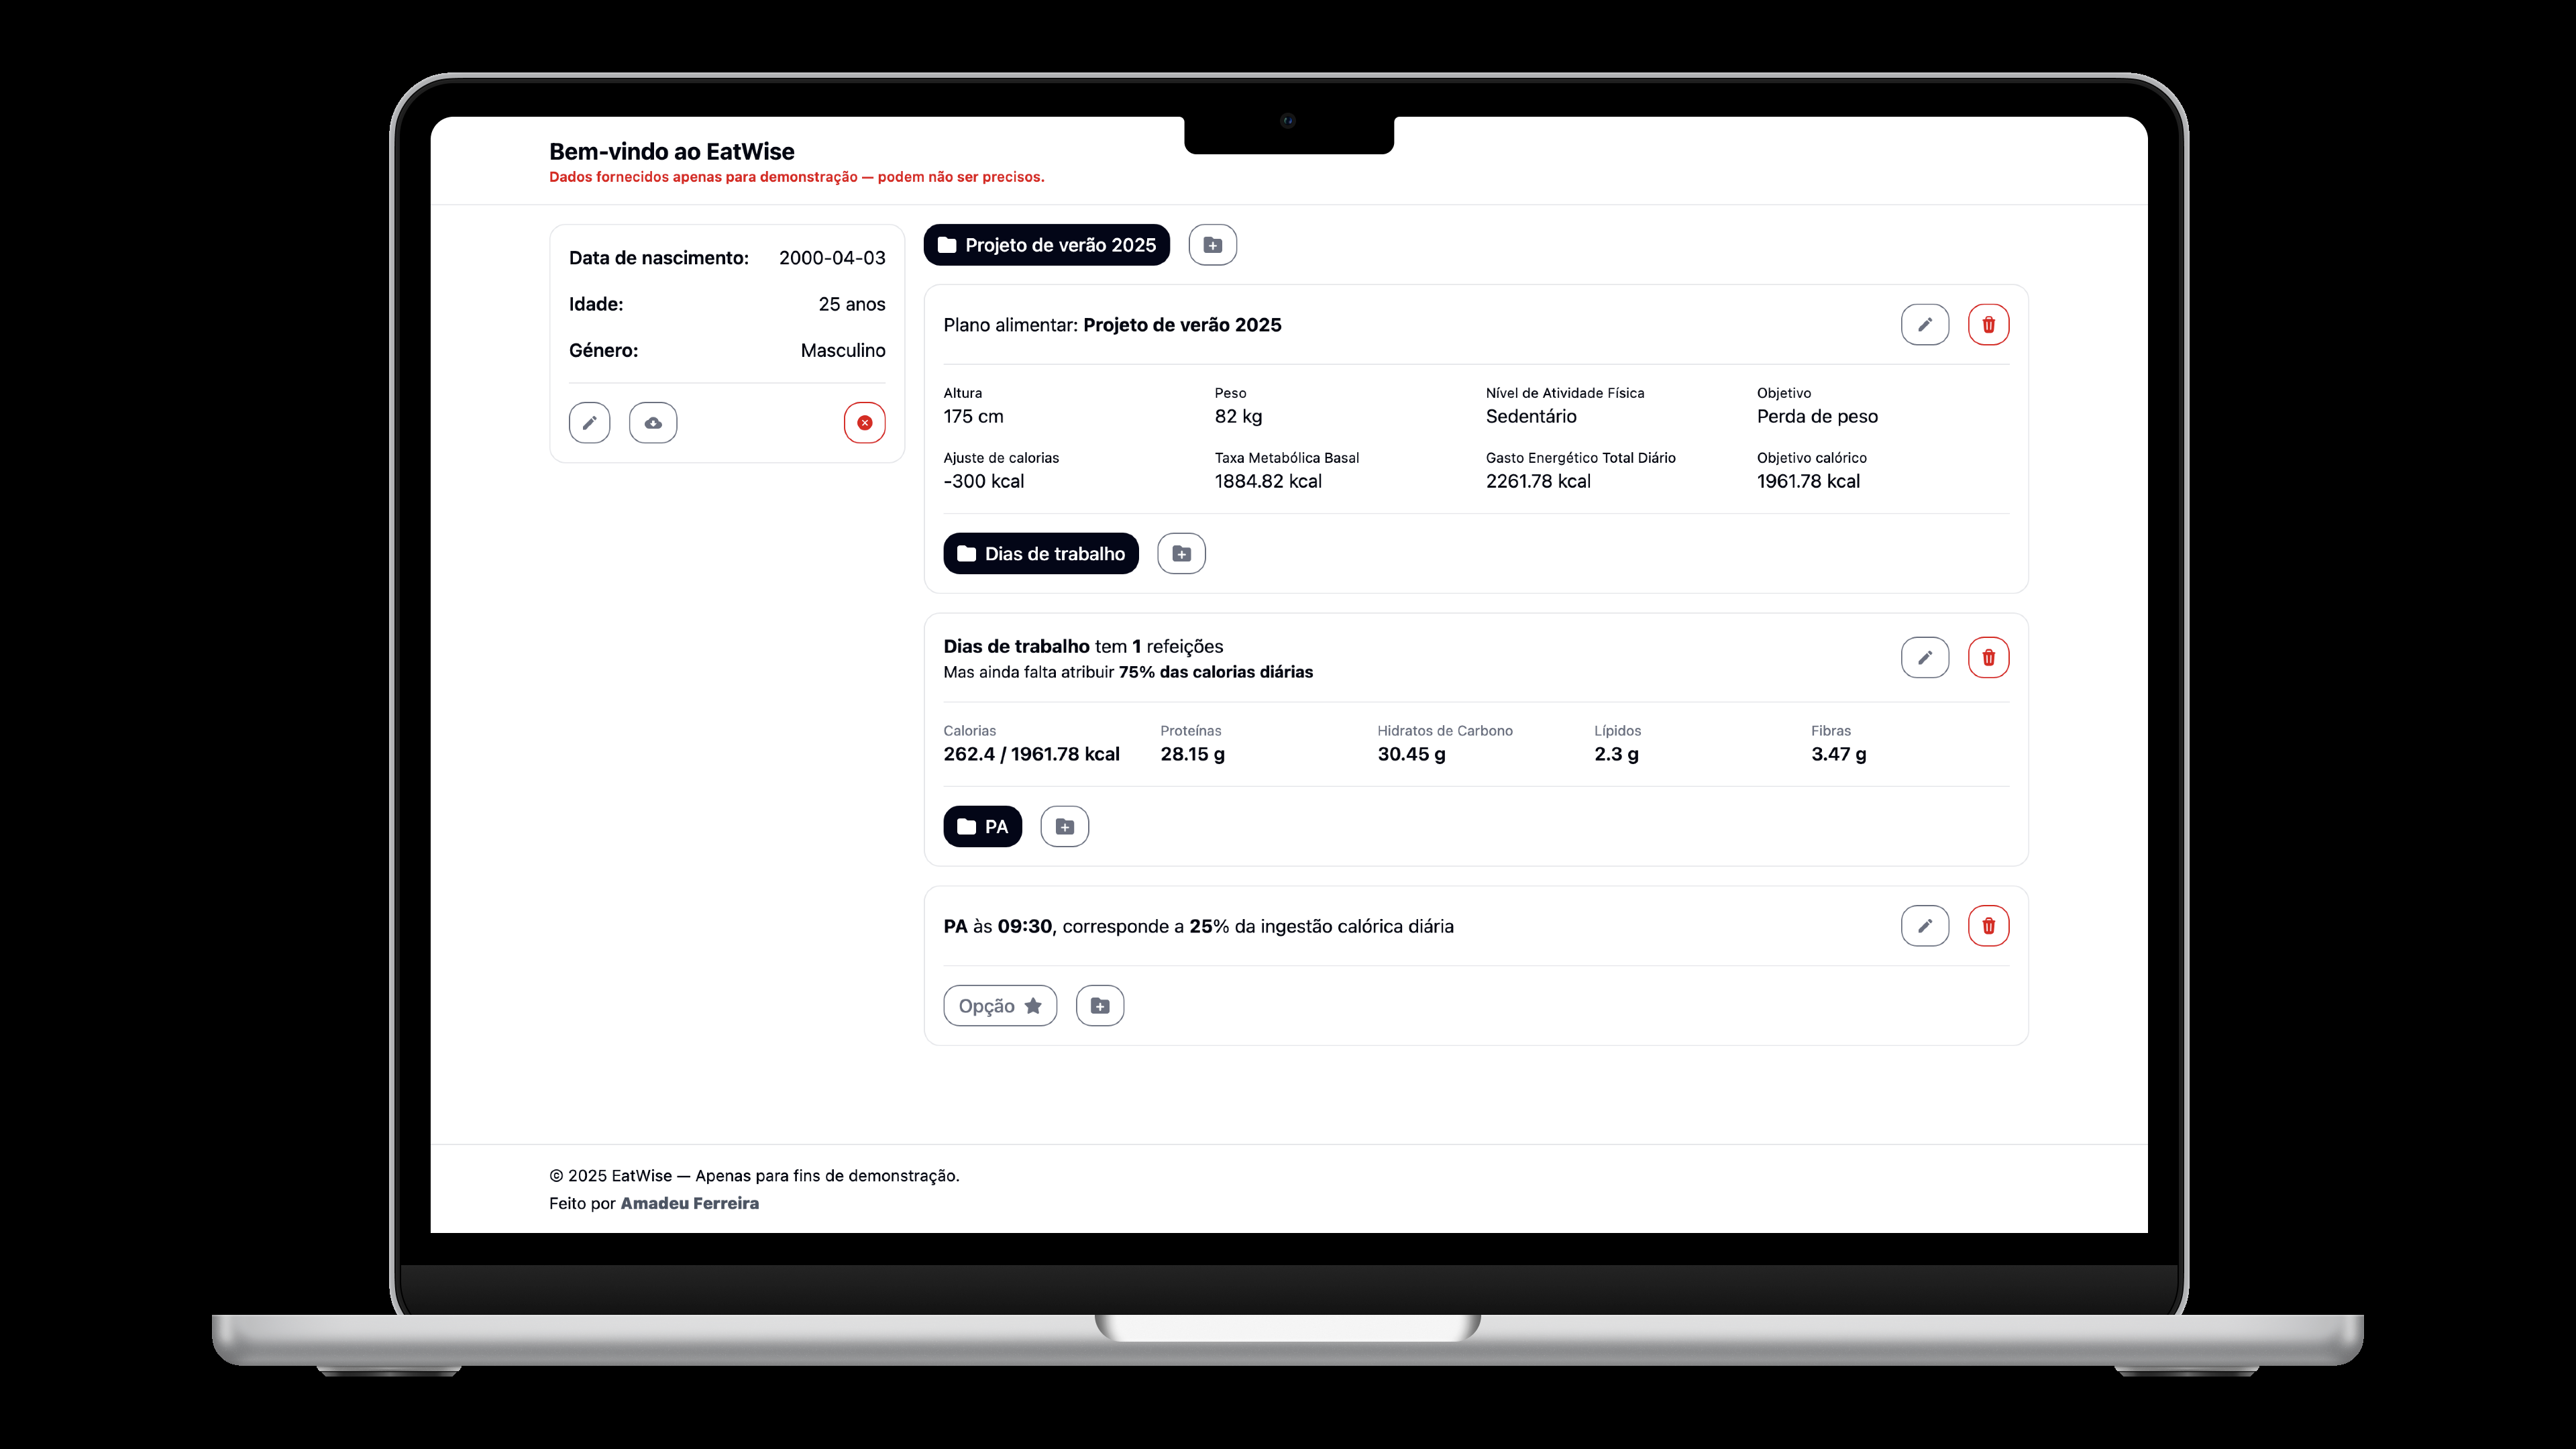 Bem-vindo ao EatWise
Dados fornecidos apenas para demonstração — podem não ser precisos.
Data de nascimento: 2000-04-03
Idade: 25 anos
Género: Masculino
Projeto de verão 2025
Plano alimentar: Projeto de verão 2025
Altura Peso Nível de Atividade Física Objetivo
175 cm 82 kg Sedentário Perda de peso
Ajuste de calorias Taxa Metabólica Basal Gasto Energético Total Diário Objetivo calórico
-300 kcal 1884.82 kcal 2261.78 kcal 1961.78 kcal
Dias de trabalho
Dias de trabalho tem 1 refeições
Mas ainda falta atribuir 75% das calorias diárias
Calorias Proteínas Hidratos de Carbono Lípidos Fibras
262.4 / 1961.78 kcal 28.15 g 30.45 g 2.3 g 3.47 g
PA
PA às 09:30, corresponde a 25% da ingestão calórica diária
Opção
© 2025 EatWise — Apenas para fins de demonstração.
Feito por Amadeu Ferreira